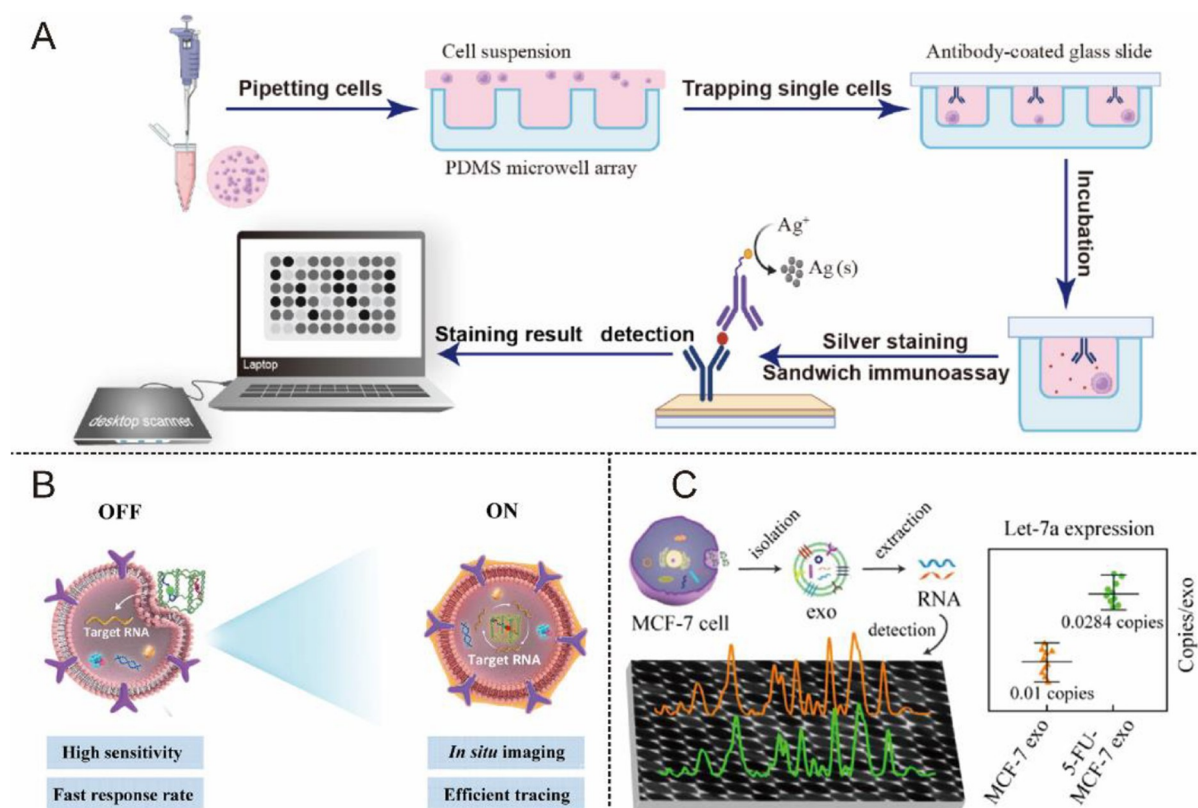 A
Pipetting cells
Cell suspension
PDMS microwell array
Trapping single cells
Antibody-coated glass slide
Incubation
Silver staining
Sandwich immunoassay
Ag+
Ag (s)
Staining result detection
Laptop
desktop scanner
B
OFF
Target RNA
High sensitivity
Fast response rate
ON
Target RNA
In situ imaging
Efficient tracing
C
MCF-7 cell
isolation
exo
extraction
RNA
detection
Let-7a expression
0.0284 copies
0.01 copies
Copies/exo
MCF-7 exo
5-FU-
MCF-7 exo